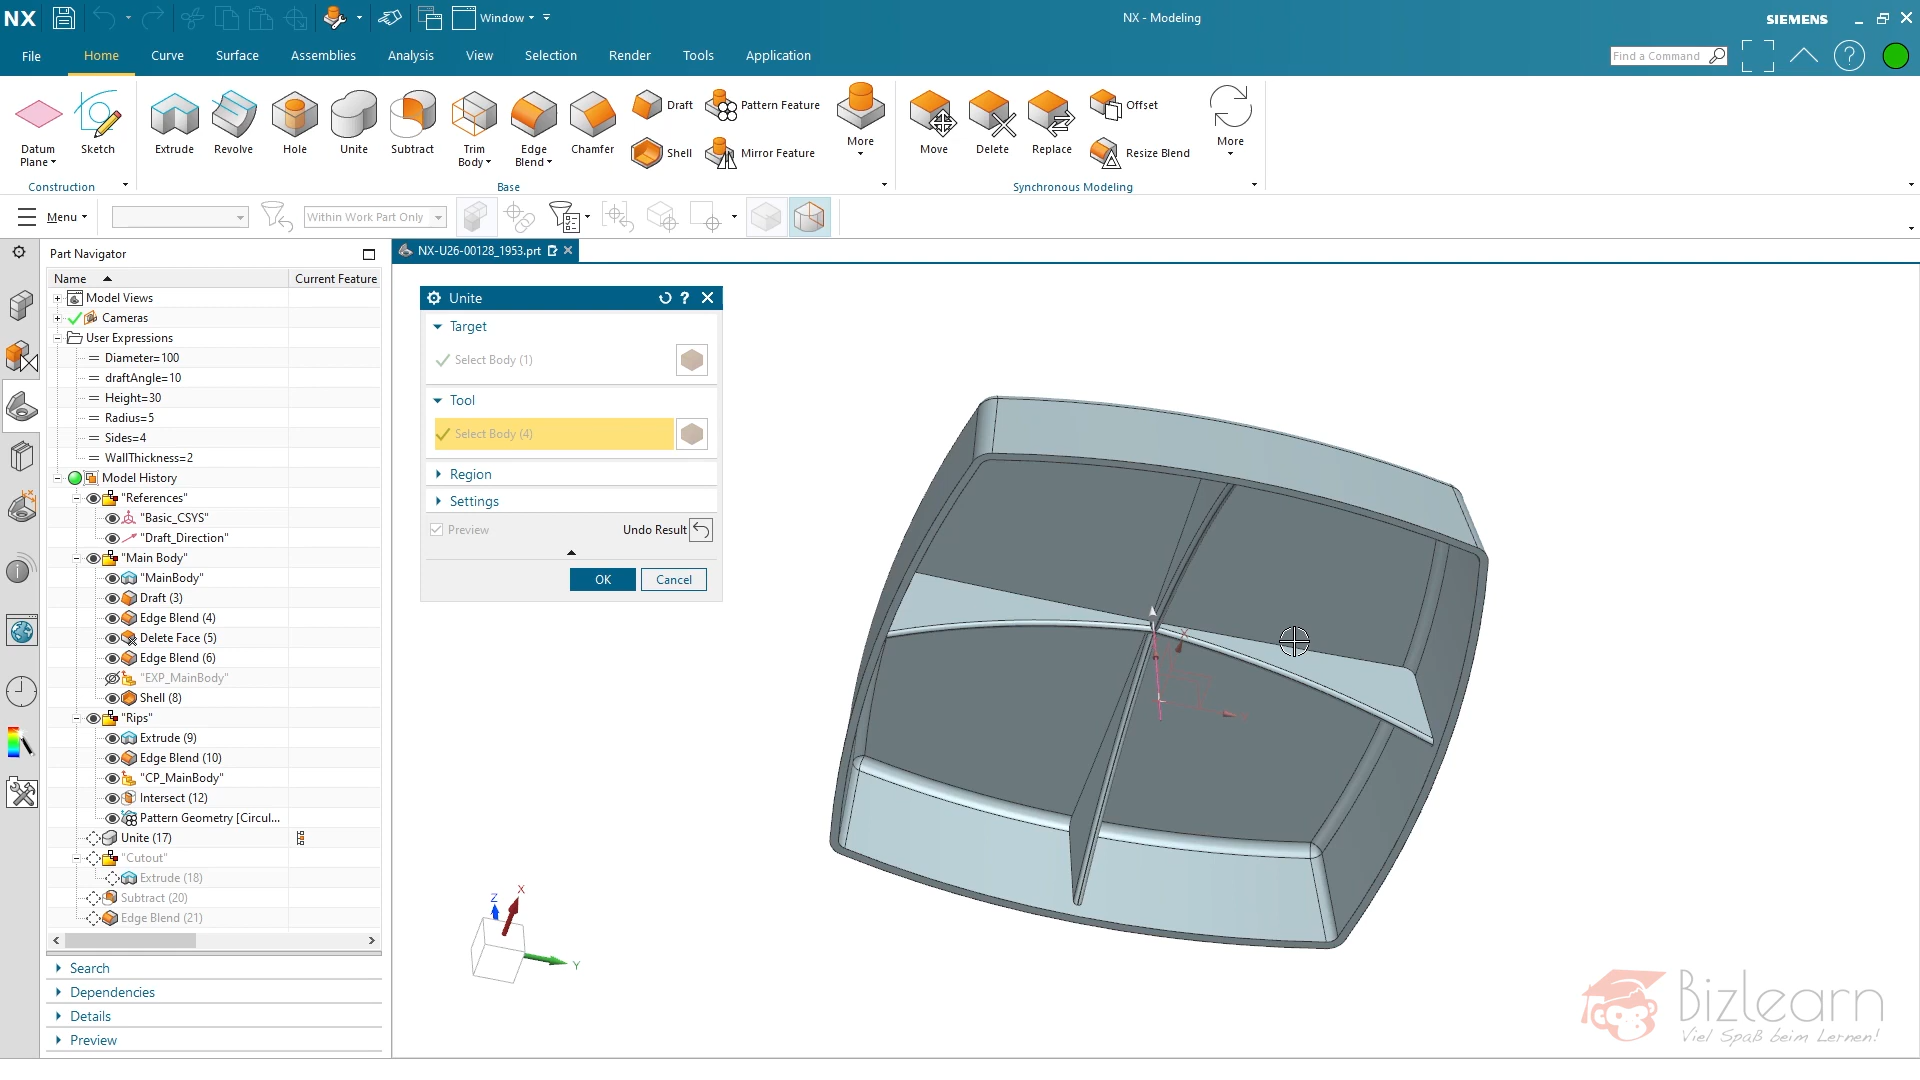 NX
Window
NX - Modeling
SIEMENS
File
Home
Curve
Surface
Assemblies
Analysis
View
Selection
Render
Tools
Application
Find a Command
Datum
Plane
Sketch
Extrude
Revolve
Hole
Unite
Subtract
Trim
Body
Edge
Blend
Chamfer
Draft
Shell
Pattern Feature
Mirror Feature
More
Move
Delete
Replace
Offset
Resize Blend
More
Construction
Base
Synchronous Modeling
Menu
Within Work Part Only
Part Navigator
NX-U26-00128_1953.prt
Name
Current Feature
Model Views
Cameras
User Expressions
Diameter=100
draftAngle=10
Height=30
Radius=5
Sides=4
WallThickness=2
Model History
"References"
"Basic_CSYS"
"Draft_Direction"
"Main Body"
"MainBody"
Draft (3)
Edge Blend (4)
Delete Face (5)
Edge Blend (6)
"EXP_MainBody"
Shell (8)
"Rips"
Extrude (9)
Edge Blend (10)
"CP_MainBody"
Intersect (12)
Pattern Geometry [Circul...
Unite (17)
"Cutout"
Extrude (18)
Subtract (20)
Edge Blend (21)
Search
Dependencies
Details
Preview
Unite
Target
Select Body (1)
Tool
Select Body (4)
Region
Settings
Preview
Undo Result
OK
Cancel
Z
X
Y
X
Bizlearn
Viel Spaß beim Lernen!